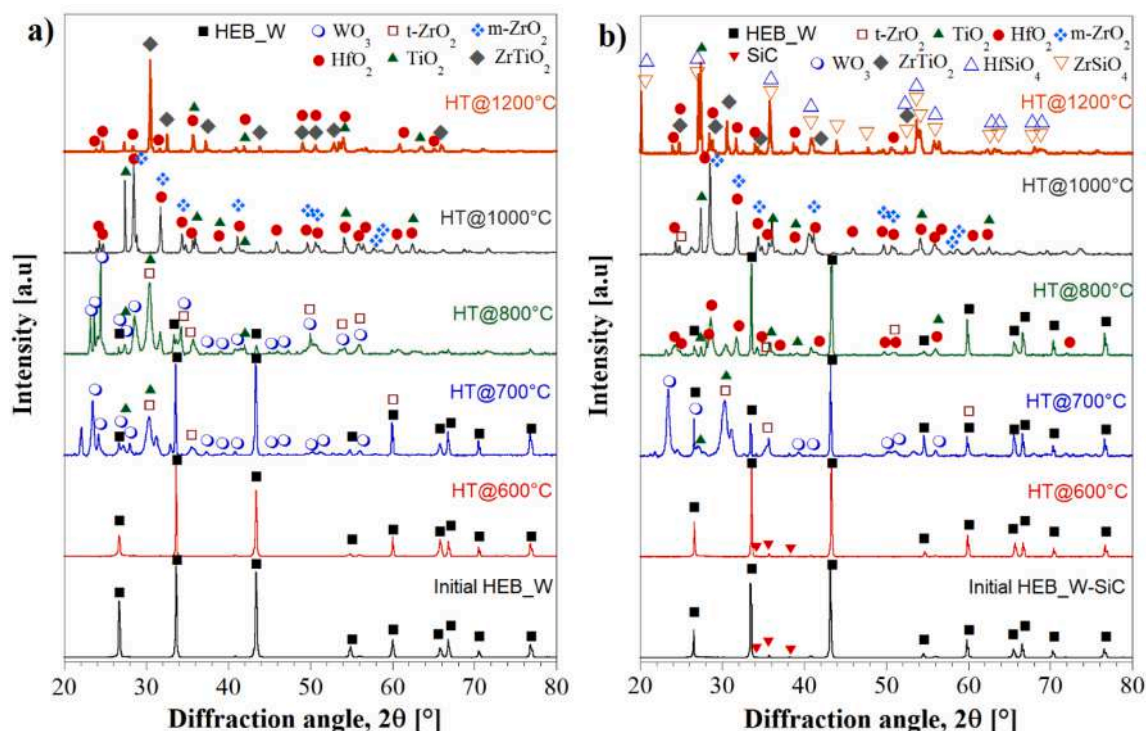 a)
HEB_W WO3 t-ZrO2 m-ZrO2
HfO2 TiO2 ZrTiO2
HT@1200°C
HT@1000°C
HT@800°C
HT@700°C
HT@600°C
Initial HEB_W
Intensity [a.u]
20 30 40 50 60 70 80
Diffraction angle, 2θ [°]
b)
HEB_W t-ZrO2 TiO2 HfO2 m-ZrO2
SiC WO3 ZrTiO2 HfSiO4 ZrSiO4
HT@1200°C
HT@1000°C
HT@800°C
HT@700°C
HT@600°C
Initial HEB_W-SiC
Intensity [a.u]
20 30 40 50 60 70 80
Diffraction angle, 2θ [°]